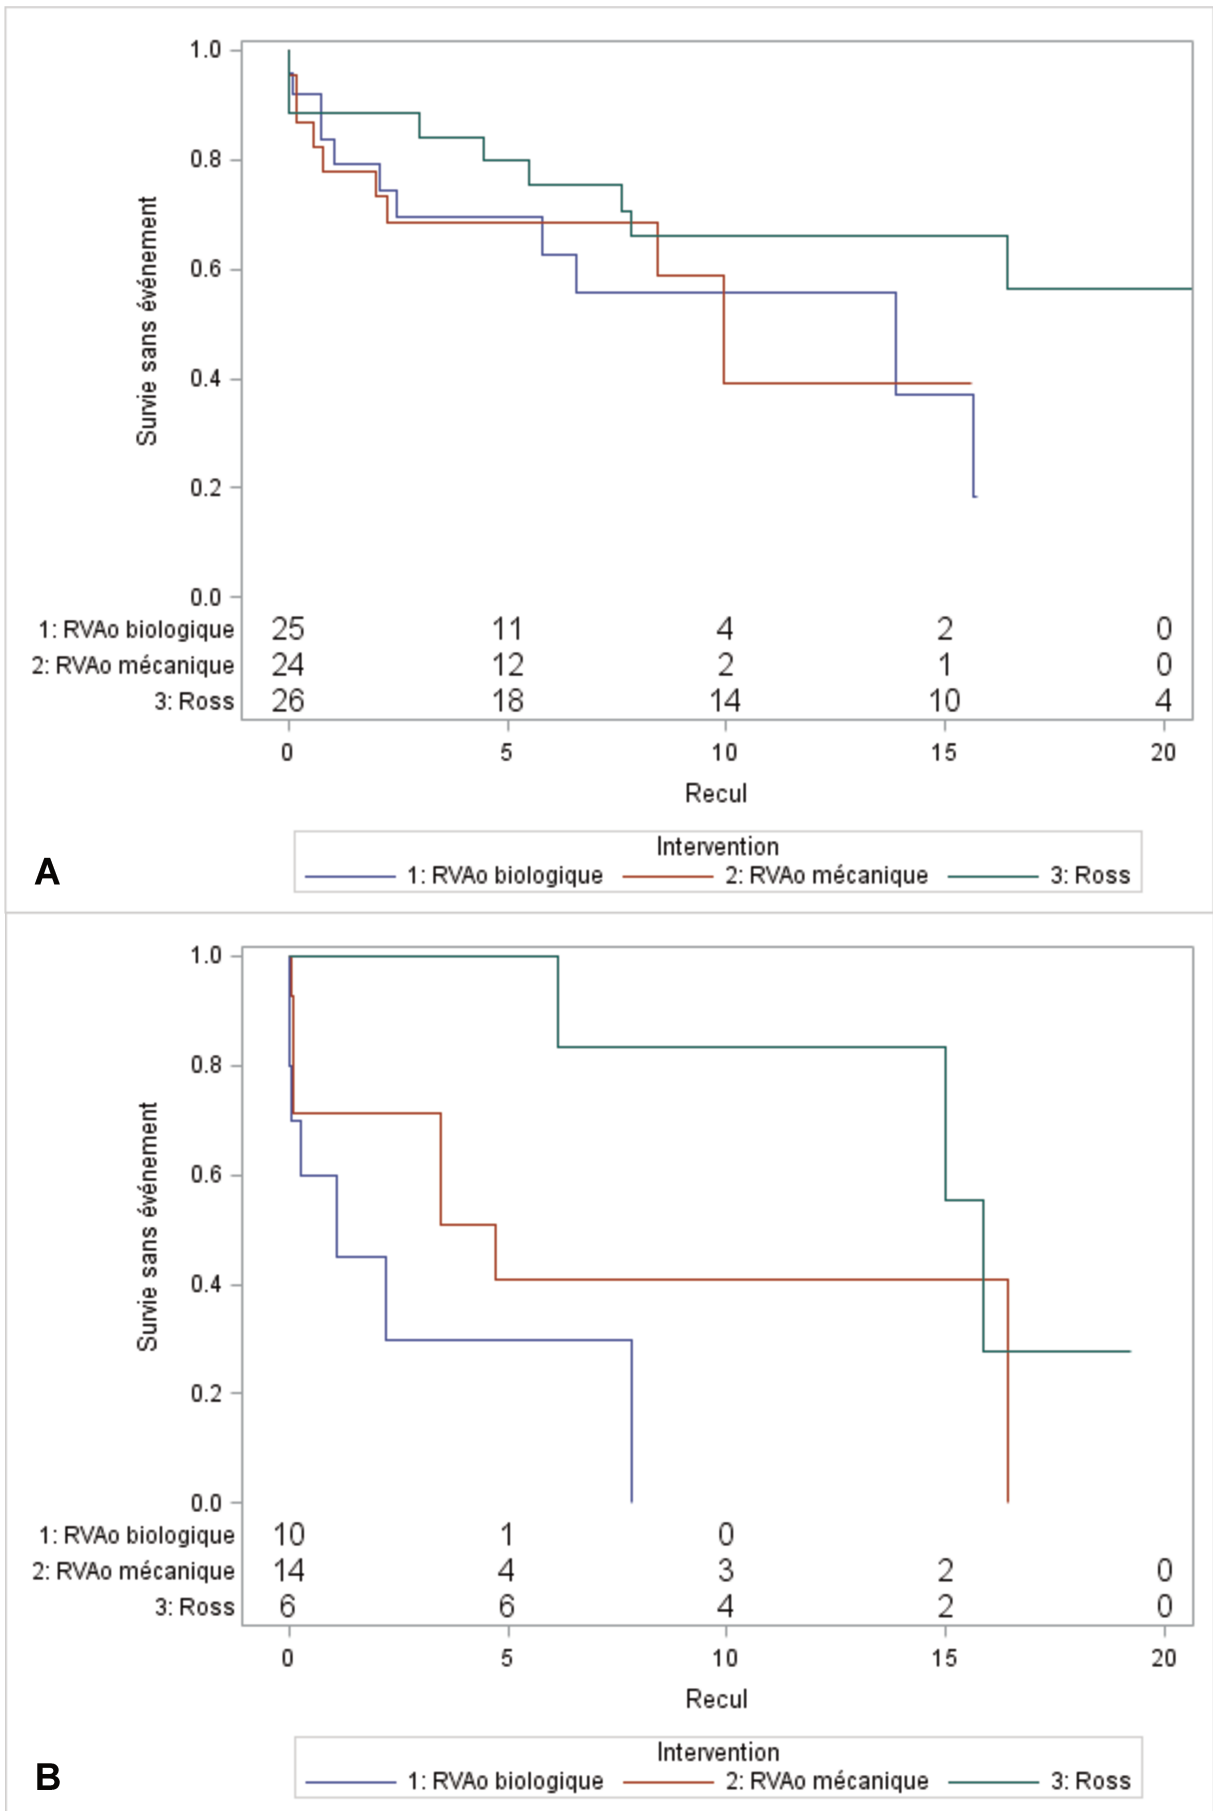 1.0
0.8
0.6
0.4
0.2
0.0
Survie sans événement
1: RVAo biologique 25 11 4 2 0
2: RVAo mécanique 24 12 2 1 0
3: Ross 26 18 14 10 4
0 5 10 15 20
Recul
Intervention
1: RVAo biologique 2: RVAo mécanique 3: Ross
A
1.0
0.8
0.6
0.4
0.2
0.0
Survie sans événement
1: RVAo biologique 10 1 0
2: RVAo mécanique 14 4 3 2 0
3: Ross 6 6 4 2 0
0 5 10 15 20
Recul
Intervention
1: RVAo biologique 2: RVAo mécanique 3: Ross
B